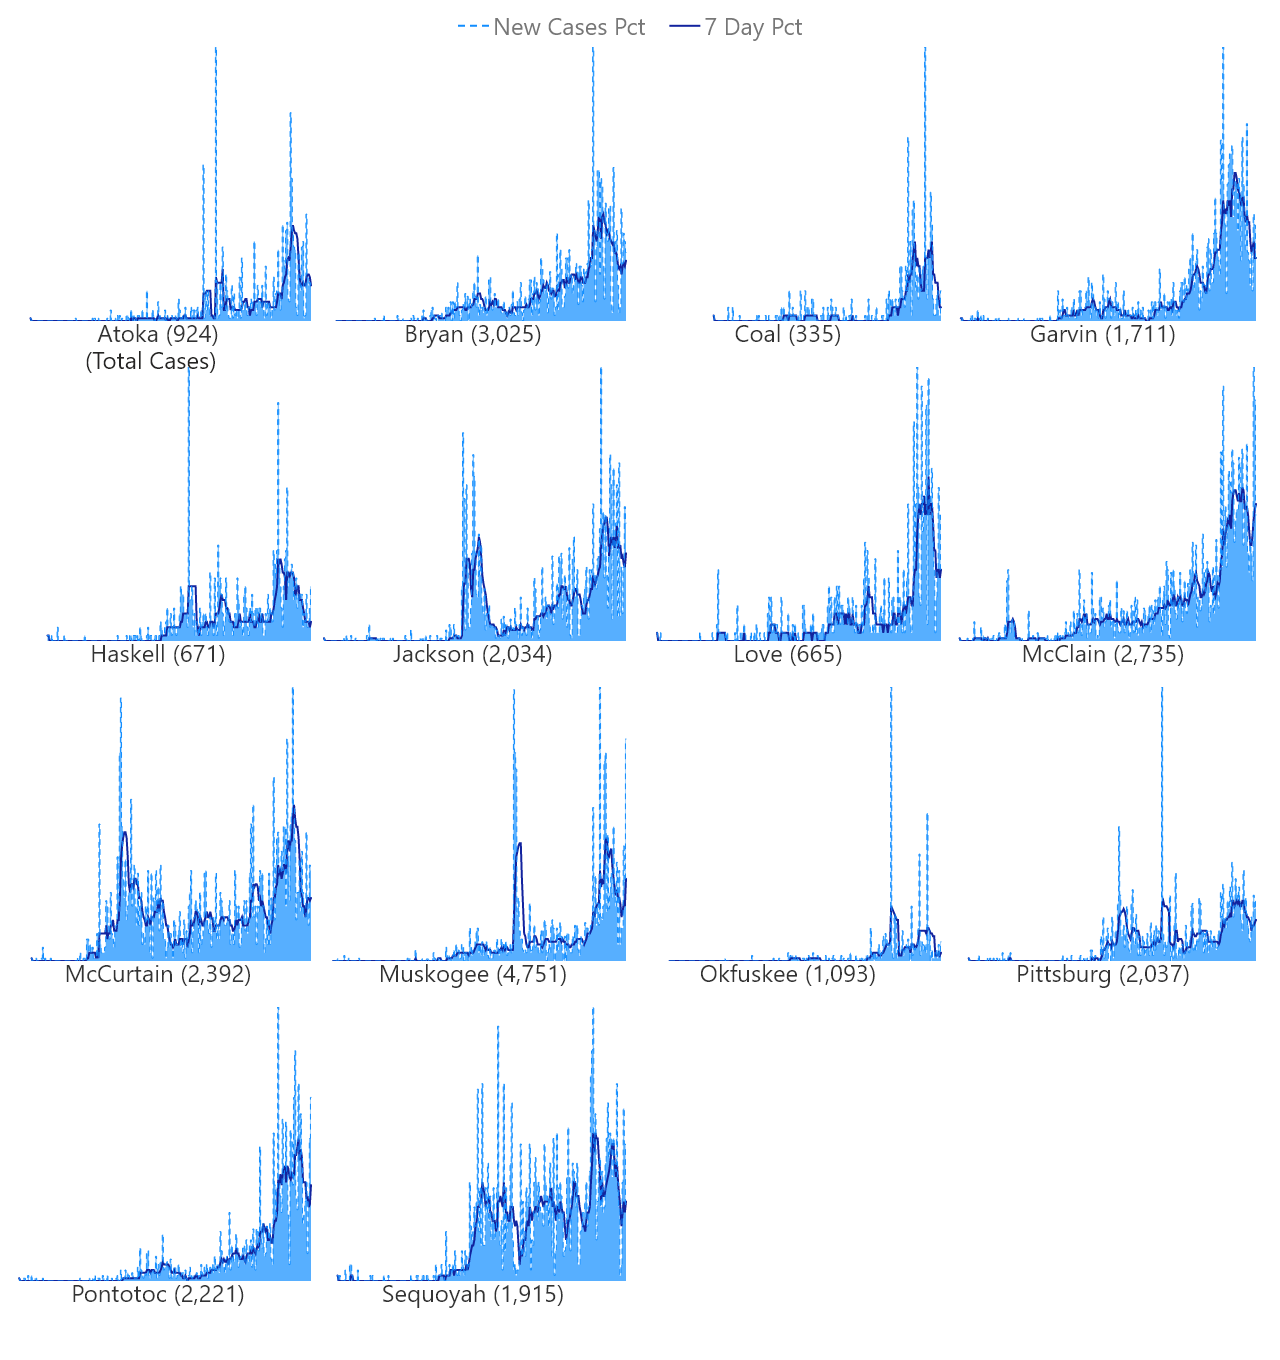 New Cases Pct 7 Day Pct
Atoka (924) Bryan (3,025) Coal (335) Garvin (1,711)
(Total Cases)
Haskell (671) Jackson (2,034) Love (665) McClain (2,735)
McCurtain (2,392) Muskogee (4,751) Okfuskee (1,093) Pittsburg (2,037)
Pontotoc (2,221) Sequoyah (1,915)